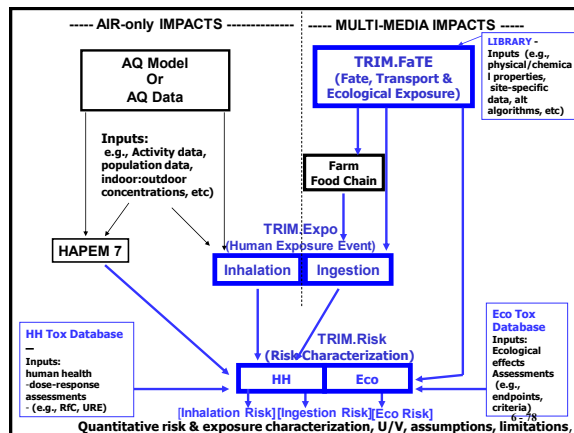 ----- AIR-only IMPACTS ------
----- MULTI-MEDIA IMPACTS ----
AQ Model
Or
AQ Data
TRIM.FaTE
(Fate, Transport
& Ecological Exposure)
LIBRARY -
Inputs (e.g.,
physical/chemica
l properties,
site-specific
data, alt
algorithms, etc)
Inputs:
e.g., Activity data,
population data,
indoor:outdoor
concentrations, etc)
Farm
Food Chain
TRIM.Expo
(Human Exposure Event)
HAPEM 7
Inhalation
Ingestion
HH Tox Database
—
Inputs:
human health
-dose-response
assessments
- (e.g., RfC, URE)
TRIM.Risk
(Risk Characterization)
HH
Eco
Eco Tox
Database
Inputs:
Ecological
effects
Assessments
(e.g.,
endpoints,
criteria)
6 - 78
[Inhalation Risk]
[Ingestion Risk]
[Eco Risk]
Quantitative risk & exposure characterization, U/V, assumptions, limitations,